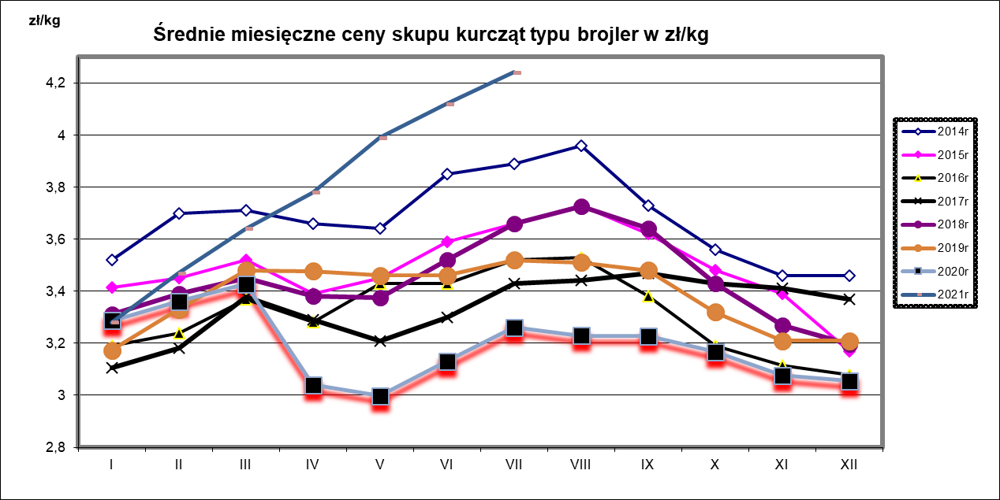 zł/kg
Średnie miesięczne ceny skupu kurcząt typu brojler w zł/kg
4,2
4
3,8
3,6
3,4
3,2
3
2,8
I II III IV V VI VII VIII IX X XI XII
2014r
2015r
2016r
2017r
2018r
2019r
2020r
2021r